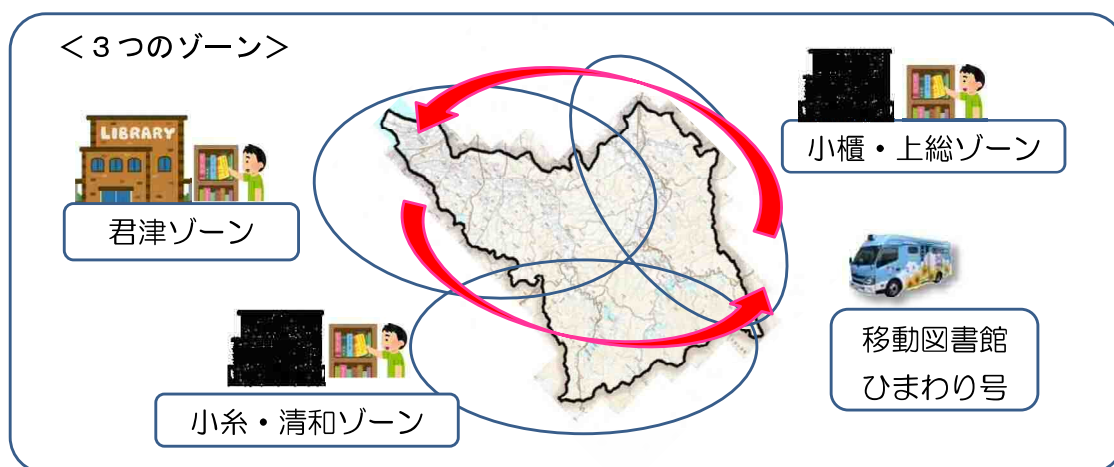 ＜３つのゾーン＞
LIBRARY
君津ゾーン
小櫃・上総ゾーン
移動図書館
ひまわり号
小糸・清和ゾーン